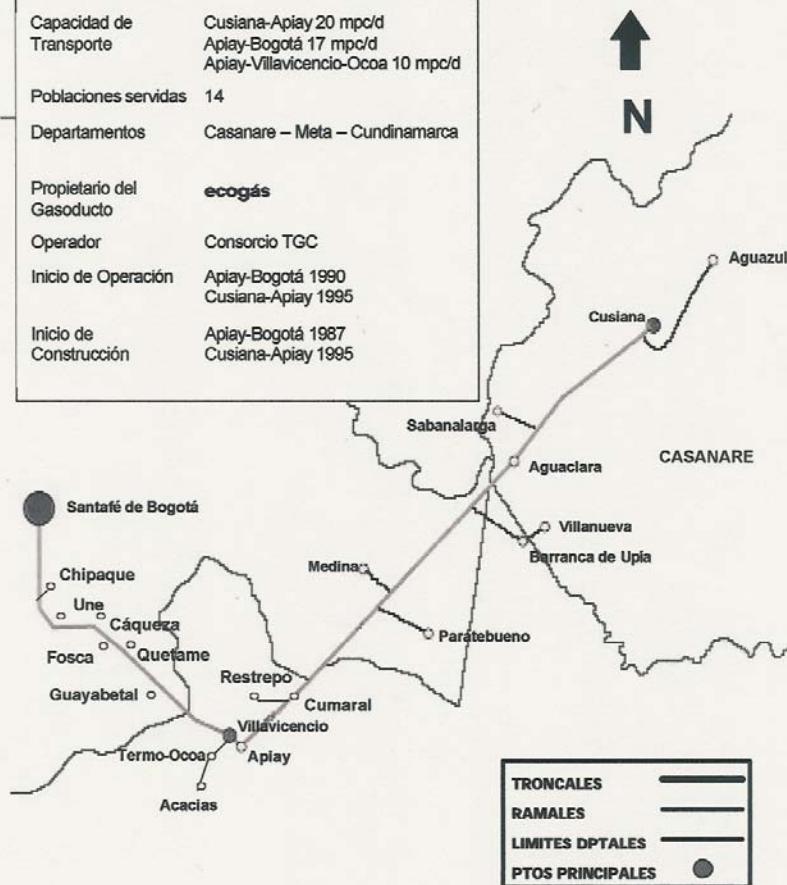 Capacidad de Transporte
Cusiana-Apiay 20 mpc/d
Apiay-Bogotá 17 mpc/d
Apiay-Villavicencio-Ocoa 10 mpc/d
Poblaciones servidas 14
Departamentos Casanare – Meta – Cundinamarca
Propietario del Gasoducto
ecogás
Operador Consorcio TGC
Inicio de Operación Apiay-Bogotá 1990
Cusiana-Apiay 1995
Inicio de Construcción
Apiay-Bogotá 1987
Cusiana-Apiay 1995
N
Aguazul
Cusiana
Sabanalarga
Aguaclara
CASANARE
Santafé de Bogotá
Villanueva
Barranca de Upia
Chipaque
Medina
Une
Cáqueza
Paratebueno
Fosca
Quetame
Restrepo
Guayabetal
Cumaral
Villavicencio
Termo-Ocoa
Apiay
Acacias
TRONCALES
RAMALES
LIMITES DPTALES
PTOS PRINCIPALES